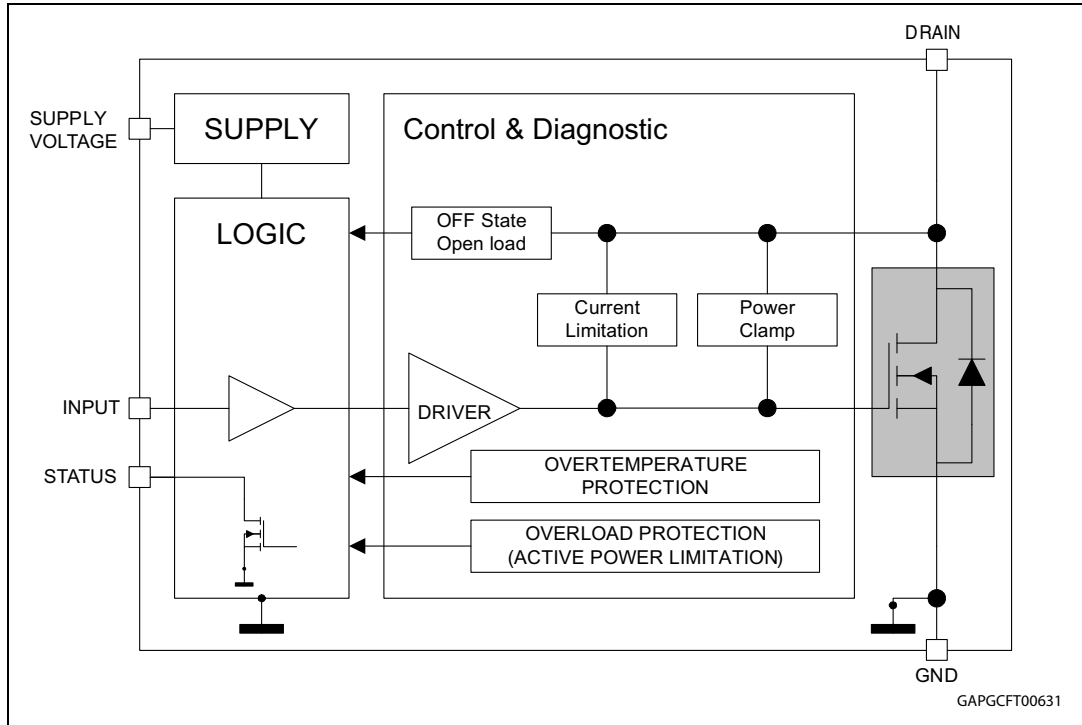 DRAIN
SUPPLY
VOLTAGE
SUPPLY
Control & Diagnostic
LOGIC
OFF State
Open load
Current
Limitation
Power
Clamp
INPUT
DRIVER
STATUS
OVERTEMPERATURE
PROTECTION
OVERLOAD PROTECTION
(ACTIVE POWER LIMITATION)
GND
GAPGCFT00631